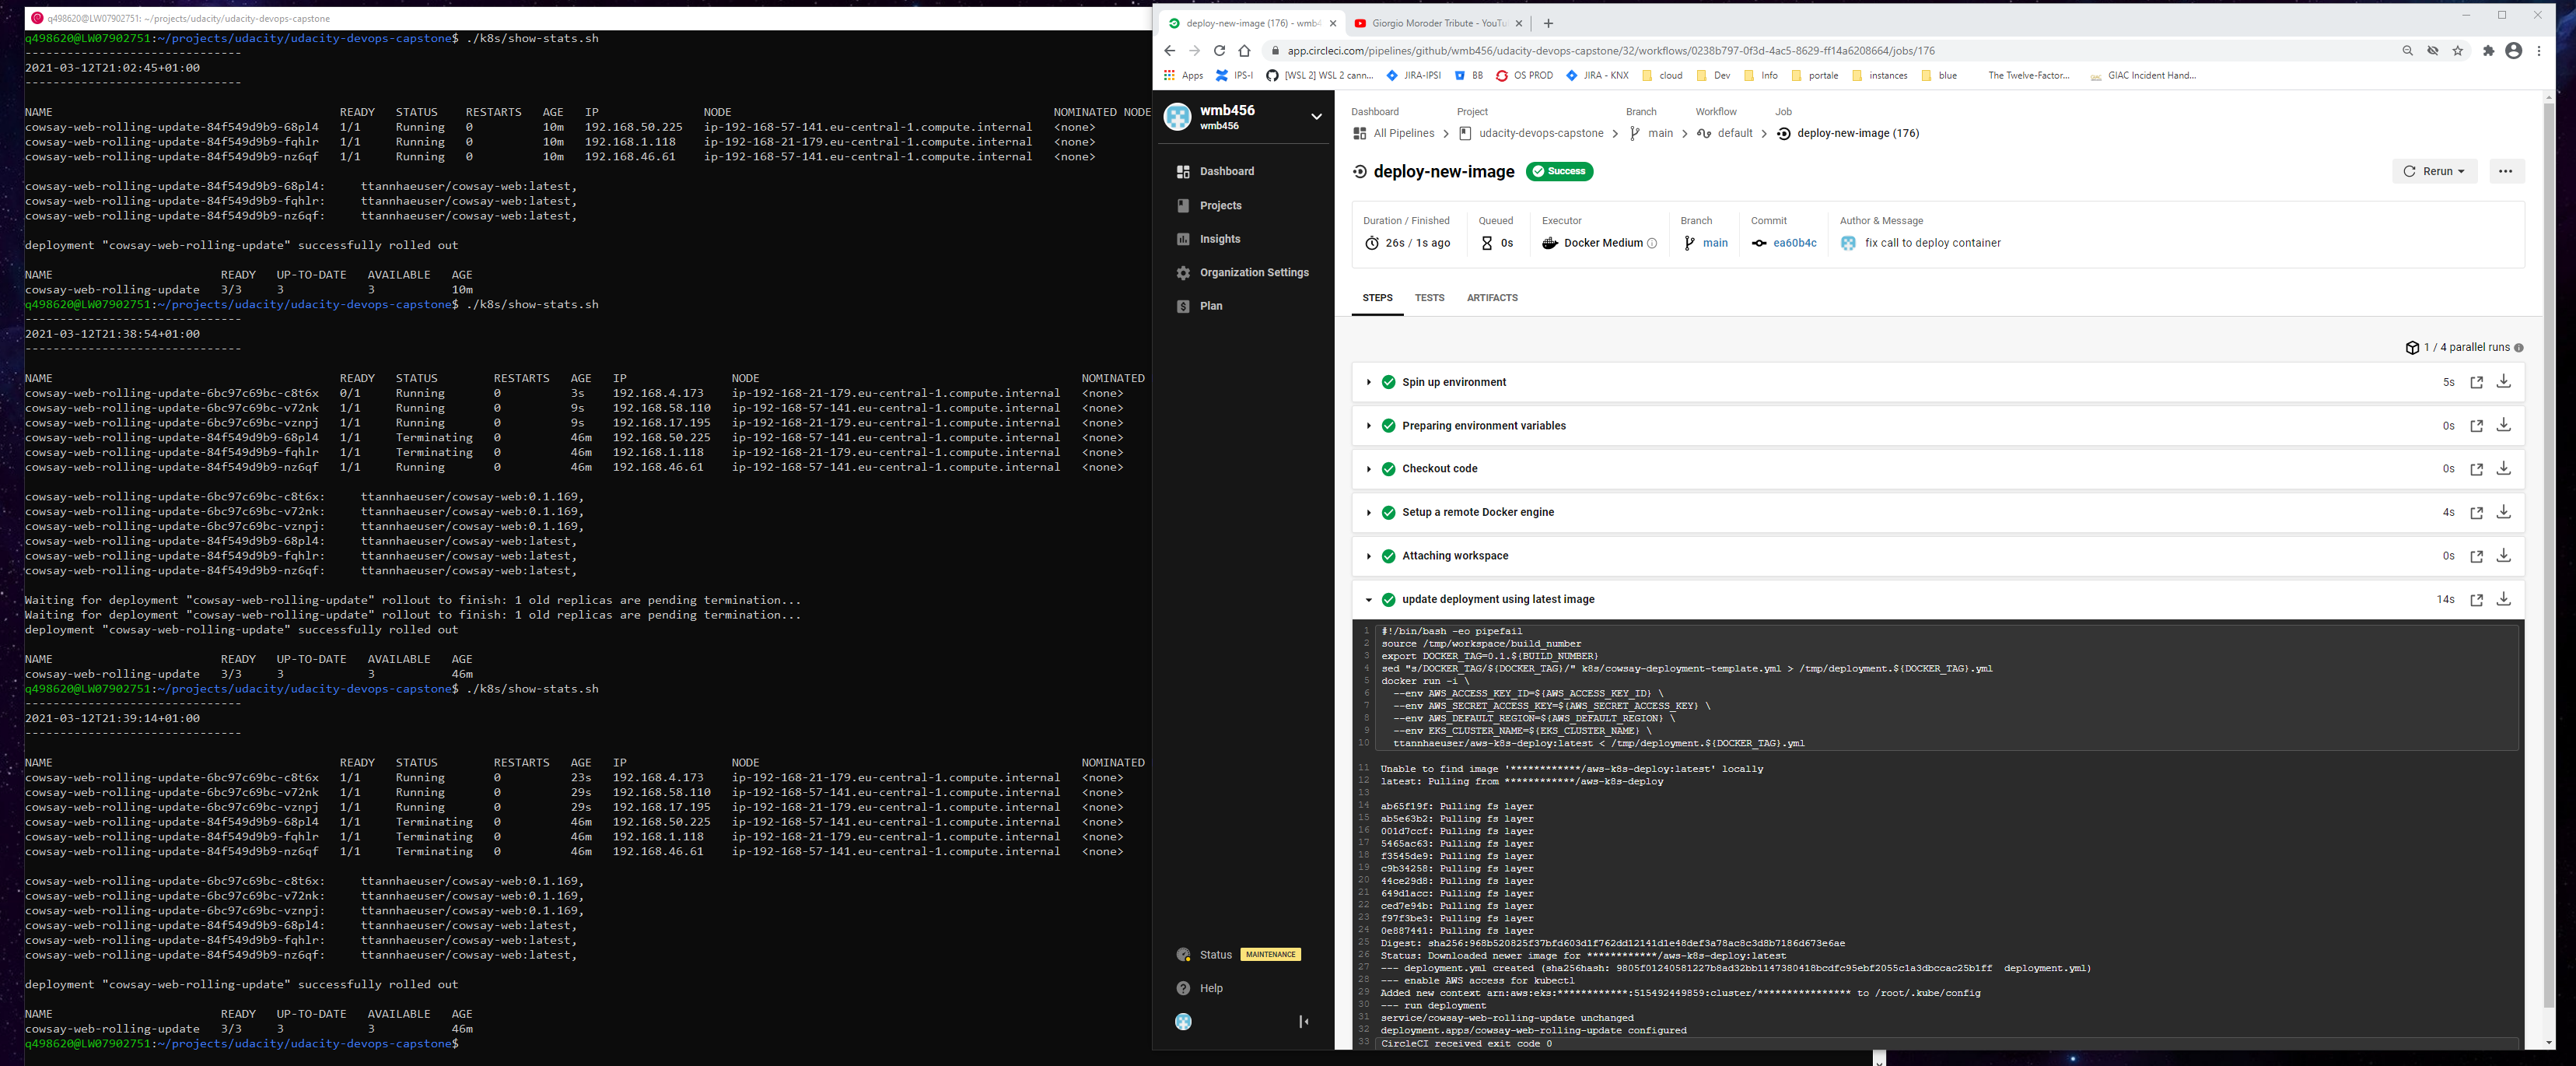 q498620@LW07902751: ~/projects/udacity/udacity-devops-capstone
q498620@LW07902751:~/projects/udacity/udacity-devops-capstone$ ./k8s/show-stats.sh
-------------------------------
2021-03-12T21:02:45+01:00
-------------------------------
NAME READY STATUS RESTARTS AGE IP NODE NOMINATED NODE
cowsay-web-rolling-update-84f549d9b9-68pl4 1/1 Running 0 10m 192.168.50.225 ip-192-168-57-141.eu-central-1.compute.internal <none>
cowsay-web-rolling-update-84f549d9b9-fqhlr 1/1 Running 0 10m 192.168.1.118 ip-192-168-21-179.eu-central-1.compute.internal <none>
cowsay-web-rolling-update-84f549d9b9-nz6qf 1/1 Running 0 10m 192.168.46.61 ip-192-168-57-141.eu-central-1.compute.internal <none>
cowsay-web-rolling-update-84f549d9b9-68pl4: ttannhaeuser/cowsay-web:latest,
cowsay-web-rolling-update-84f549d9b9-fqhlr: ttannhaeuser/cowsay-web:latest,
cowsay-web-rolling-update-84f549d9b9-nz6qf: ttannhaeuser/cowsay-web:latest,
deployment "cowsay-web-rolling-update" successfully rolled out
NAME READY UP-TO-DATE AVAILABLE AGE
cowsay-web-rolling-update 3/3 3 3 10m
q498620@LW07902751:~/projects/udacity/udacity-devops-capstone$ ./k8s/show-stats.sh
-------------------------------
2021-03-12T21:38:54+01:00
-------------------------------
NAME READY STATUS RESTARTS AGE IP NODE NOMINATED
cowsay-web-rolling-update-6bc97c69bc-c8t6x 0/1 Running 0 3s 192.168.4.173 ip-192-168-21-179.eu-central-1.compute.internal <none>
cowsay-web-rolling-update-6bc97c69bc-v72nk 1/1 Running 0 9s 192.168.58.110 ip-192-168-57-141.eu-central-1.compute.internal <none>
cowsay-web-rolling-update-6bc97c69bc-vznpj 1/1 Running 0 9s 192.168.17.195 ip-192-168-21-179.eu-central-1.compute.internal <none>
cowsay-web-rolling-update-84f549d9b9-68pl4 1/1 Terminating 0 46m 192.168.50.225 ip-192-168-57-141.eu-central-1.compute.internal <none>
cowsay-web-rolling-update-84f549d9b9-fqhlr 1/1 Terminating 0 46m 192.168.1.118 ip-192-168-21-179.eu-central-1.compute.internal <none>
cowsay-web-rolling-update-84f549d9b9-nz6qf 1/1 Running 0 46m 192.168.46.61 ip-192-168-57-141.eu-central-1.compute.internal <none>
cowsay-web-rolling-update-6bc97c69bc-c8t6x: ttannhaeuser/cowsay-web:0.1.169,
cowsay-web-rolling-update-6bc97c69bc-v72nk: ttannhaeuser/cowsay-web:0.1.169,
cowsay-web-rolling-update-6bc97c69bc-vznpj: ttannhaeuser/cowsay-web:0.1.169,
cowsay-web-rolling-update-84f549d9b9-68pl4: ttannhaeuser/cowsay-web:latest,
cowsay-web-rolling-update-84f549d9b9-fqhlr: ttannhaeuser/cowsay-web:latest,
cowsay-web-rolling-update-84f549d9b9-nz6qf: ttannhaeuser/cowsay-web:latest,
Waiting for deployment "cowsay-web-rolling-update" rollout to finish: 1 old replicas are pending termination...
Waiting for deployment "cowsay-web-rolling-update" rollout to finish: 1 old replicas are pending termination...
deployment "cowsay-web-rolling-update" successfully rolled out
NAME READY UP-TO-DATE AVAILABLE AGE
cowsay-web-rolling-update 3/3 3 3 46m
q498620@LW07902751:~/projects/udacity/udacity-devops-capstone$ ./k8s/show-stats.sh
-------------------------------
2021-03-12T21:39:14+01:00
-------------------------------
NAME READY STATUS RESTARTS AGE IP NODE NOMINATED
cowsay-web-rolling-update-6bc97c69bc-c8t6x 1/1 Running 0 23s 192.168.4.173 ip-192-168-21-179.eu-central-1.compute.internal <none>
cowsay-web-rolling-update-6bc97c69bc-v72nk 1/1 Running 0 29s 192.168.58.110 ip-192-168-57-141.eu-central-1.compute.internal <none>
cowsay-web-rolling-update-6bc97c69bc-vznpj 1/1 Running 0 29s 192.168.17.195 ip-192-168-21-179.eu-central-1.compute.internal <none>
cowsay-web-rolling-update-84f549d9b9-68pl4 1/1 Terminating 0 46m 192.168.50.225 ip-192-168-57-141.eu-central-1.compute.internal <none>
cowsay-web-rolling-update-84f549d9b9-fqhlr 1/1 Terminating 0 46m 192.168.1.118 ip-192-168-21-179.eu-central-1.compute.internal <none>
cowsay-web-rolling-update-84f549d9b9-nz6qf 1/1 Terminating 0 46m 192.168.46.61 ip-192-168-57-141.eu-central-1.compute.internal <none>
cowsay-web-rolling-update-6bc97c69bc-c8t6x: ttannhaeuser/cowsay-web:0.1.169,
cowsay-web-rolling-update-6bc97c69bc-v72nk: ttannhaeuser/cowsay-web:0.1.169,
cowsay-web-rolling-update-6bc97c69bc-vznpj: ttannhaeuser/cowsay-web:0.1.169,
cowsay-web-rolling-update-84f549d9b9-68pl4: ttannhaeuser/cowsay-web:latest,
cowsay-web-rolling-update-84f549d9b9-fqhlr: ttannhaeuser/cowsay-web:latest,
cowsay-web-rolling-update-84f549d9b9-nz6qf: ttannhaeuser/cowsay-web:latest,
deployment "cowsay-web-rolling-update" successfully rolled out
NAME READY UP-TO-DATE AVAILABLE AGE
cowsay-web-rolling-update 3/3 3 3 46m
q498620@LW07902751:~/projects/udacity/udacity-devops-capstone$
deploy-new-image (176) - wmb4 Giorgio Moroder Tribute - YouTu
app.circleci.com/pipelines/github/wmb456/udacity-devops-capstone/32/workflows/0238b797-0f3d-4ac5-8629-ff14a6208664/jobs/176
Apps IPS-I [WSL 2] WSL 2 cann... JIRA-IPSI BB OS PROD JIRA - KNX cloud Dev Info portale instances blue The Twelve-Factor... GIAC Incident Hand...
wmb456
wmb456
Dashboard
Projects
Insights
Organization Settings
Plan
Status MAINTENANCE
Help
Dashboard Project Branch Workflow Job
All Pipelines udacity-devops-capstone main default deploy-new-image (176)
deploy-new-image Success Rerun
Duration / Finished Queued Executor Branch Commit Author & Message
26s / 1s ago 0s Docker Medium main ea60b4c fix call to deploy container
STEPS TESTS ARTIFACTS
1 / 4 parallel runs
Spin up environment 5s
Preparing environment variables 0s
Checkout code 0s
Setup a remote Docker engine 4s
Attaching workspace 0s
update deployment using latest image 14s
1 #!/bin/bash -eo pipefail
2 source /tmp/workspace/build_number
3 export DOCKER_TAG=0.1.${BUILD_NUMBER}
4 sed "s/DOCKER_TAG/${DOCKER_TAG}/" k8s/cowsay-deployment-template.yml > /tmp/deployment.${DOCKER_TAG}.yml
5 docker run -i \
6 --env AWS_ACCESS_KEY_ID=${AWS_ACCESS_KEY_ID} \
7 --env AWS_SECRET_ACCESS_KEY=${AWS_SECRET_ACCESS_KEY} \
8 --env AWS_DEFAULT_REGION=${AWS_DEFAULT_REGION} \
9 --env EKS_CLUSTER_NAME=${EKS_CLUSTER_NAME} \
10 ttannhaeuser/aws-k8s-deploy:latest < /tmp/deployment.${DOCKER_TAG}.yml
11 Unable to find image '************/aws-k8s-deploy:latest' locally
12 latest: Pulling from ************/aws-k8s-deploy
13
14 ab65f19f: Pulling fs layer
15 ab5e63b2: Pulling fs layer
16 001d7ccf: Pulling fs layer
17 5465ac63: Pulling fs layer
18 f3545de9: Pulling fs layer
19 c9b34258: Pulling fs layer
20 44ce29d8: Pulling fs layer
21 649d1acc: Pulling fs layer
22 ced7e94b: Pulling fs layer
23 f97f3be3: Pulling fs layer
24 0e887441: Pulling fs layer
25 Digest: sha256:968b520825f37bfd603d1f762dd12141d1e48def3a78ac8c3d8b7186d673e6ae
26 Status: Downloaded newer image for ************/aws-k8s-deploy:latest
27 --- deployment.yml created (sha256hash: 9805f01240581227b8ad32bb1147380418bcdfc95ebf2055c1a3dbccac25b1ff deployment.yml)
28 --- enable AWS access for kubectl
29 Added new context arn:aws:eks:************:515492449859:cluster/**************** to /root/.kube/config
30 --- run deployment
31 service/cowsay-web-rolling-update unchanged
32 deployment.apps/cowsay-web-rolling-update configured
33 CircleCI received exit code 0